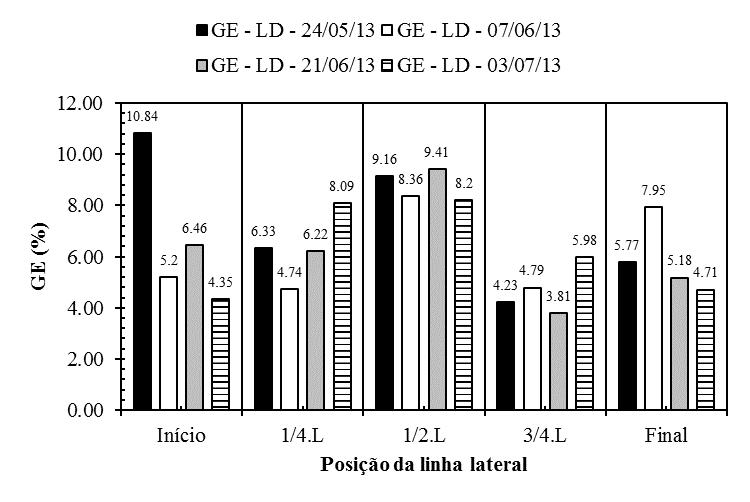 GE - LD - 24/05/13 GE - LD - 07/06/13
GE - LD - 21/06/13 GE - LD - 03/07/13
GE (%)
12.00
10.00
8.00
6.00
4.00
2.00
0.00
10.84 5.2 6.46 4.35
6.33 4.74 6.22 8.09
9.16 8.36 9.41 8.2
4.23 4.79 3.81 5.98
5.77 7.95 5.18 4.71
Início 1/4.L 1/2.L 3/4.L Final
Posição da linha lateral